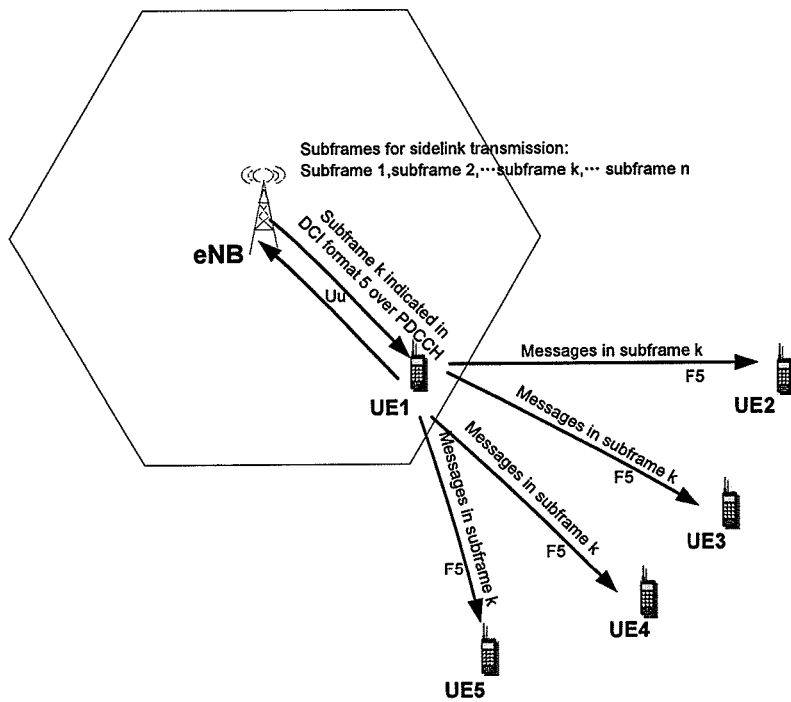 Subframes for sidelink transmission:
Subframe 1,subframe 2,···subframe k,··· subframe n
eNB
Subframe k indicated in
DCI format 5 over PDCCH
Uu
UE1
Messages in subframe k
F5
UE2
Messages in subframe k
F5
UE3
Messages in subframe k
F5
UE4
Messages in subframe k
F5
UE5